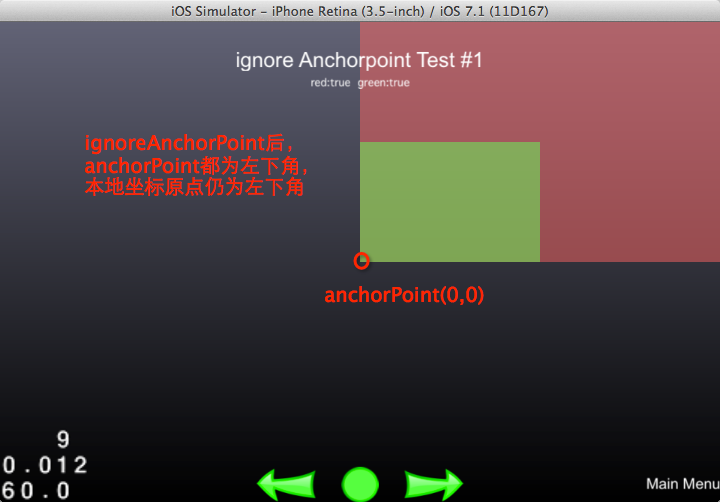 iOS Simulator – iPhone Retina (3.5-inch) / iOS 7.1 (11D167)
ignore Anchorpoint Test #1
red:true green:true
ignoreAnchorPoint后，
anchorPoint都为左下角，
本地坐标原点仍为左下角
anchorPoint(0,0)
9
0.012
60.0
Main Menu